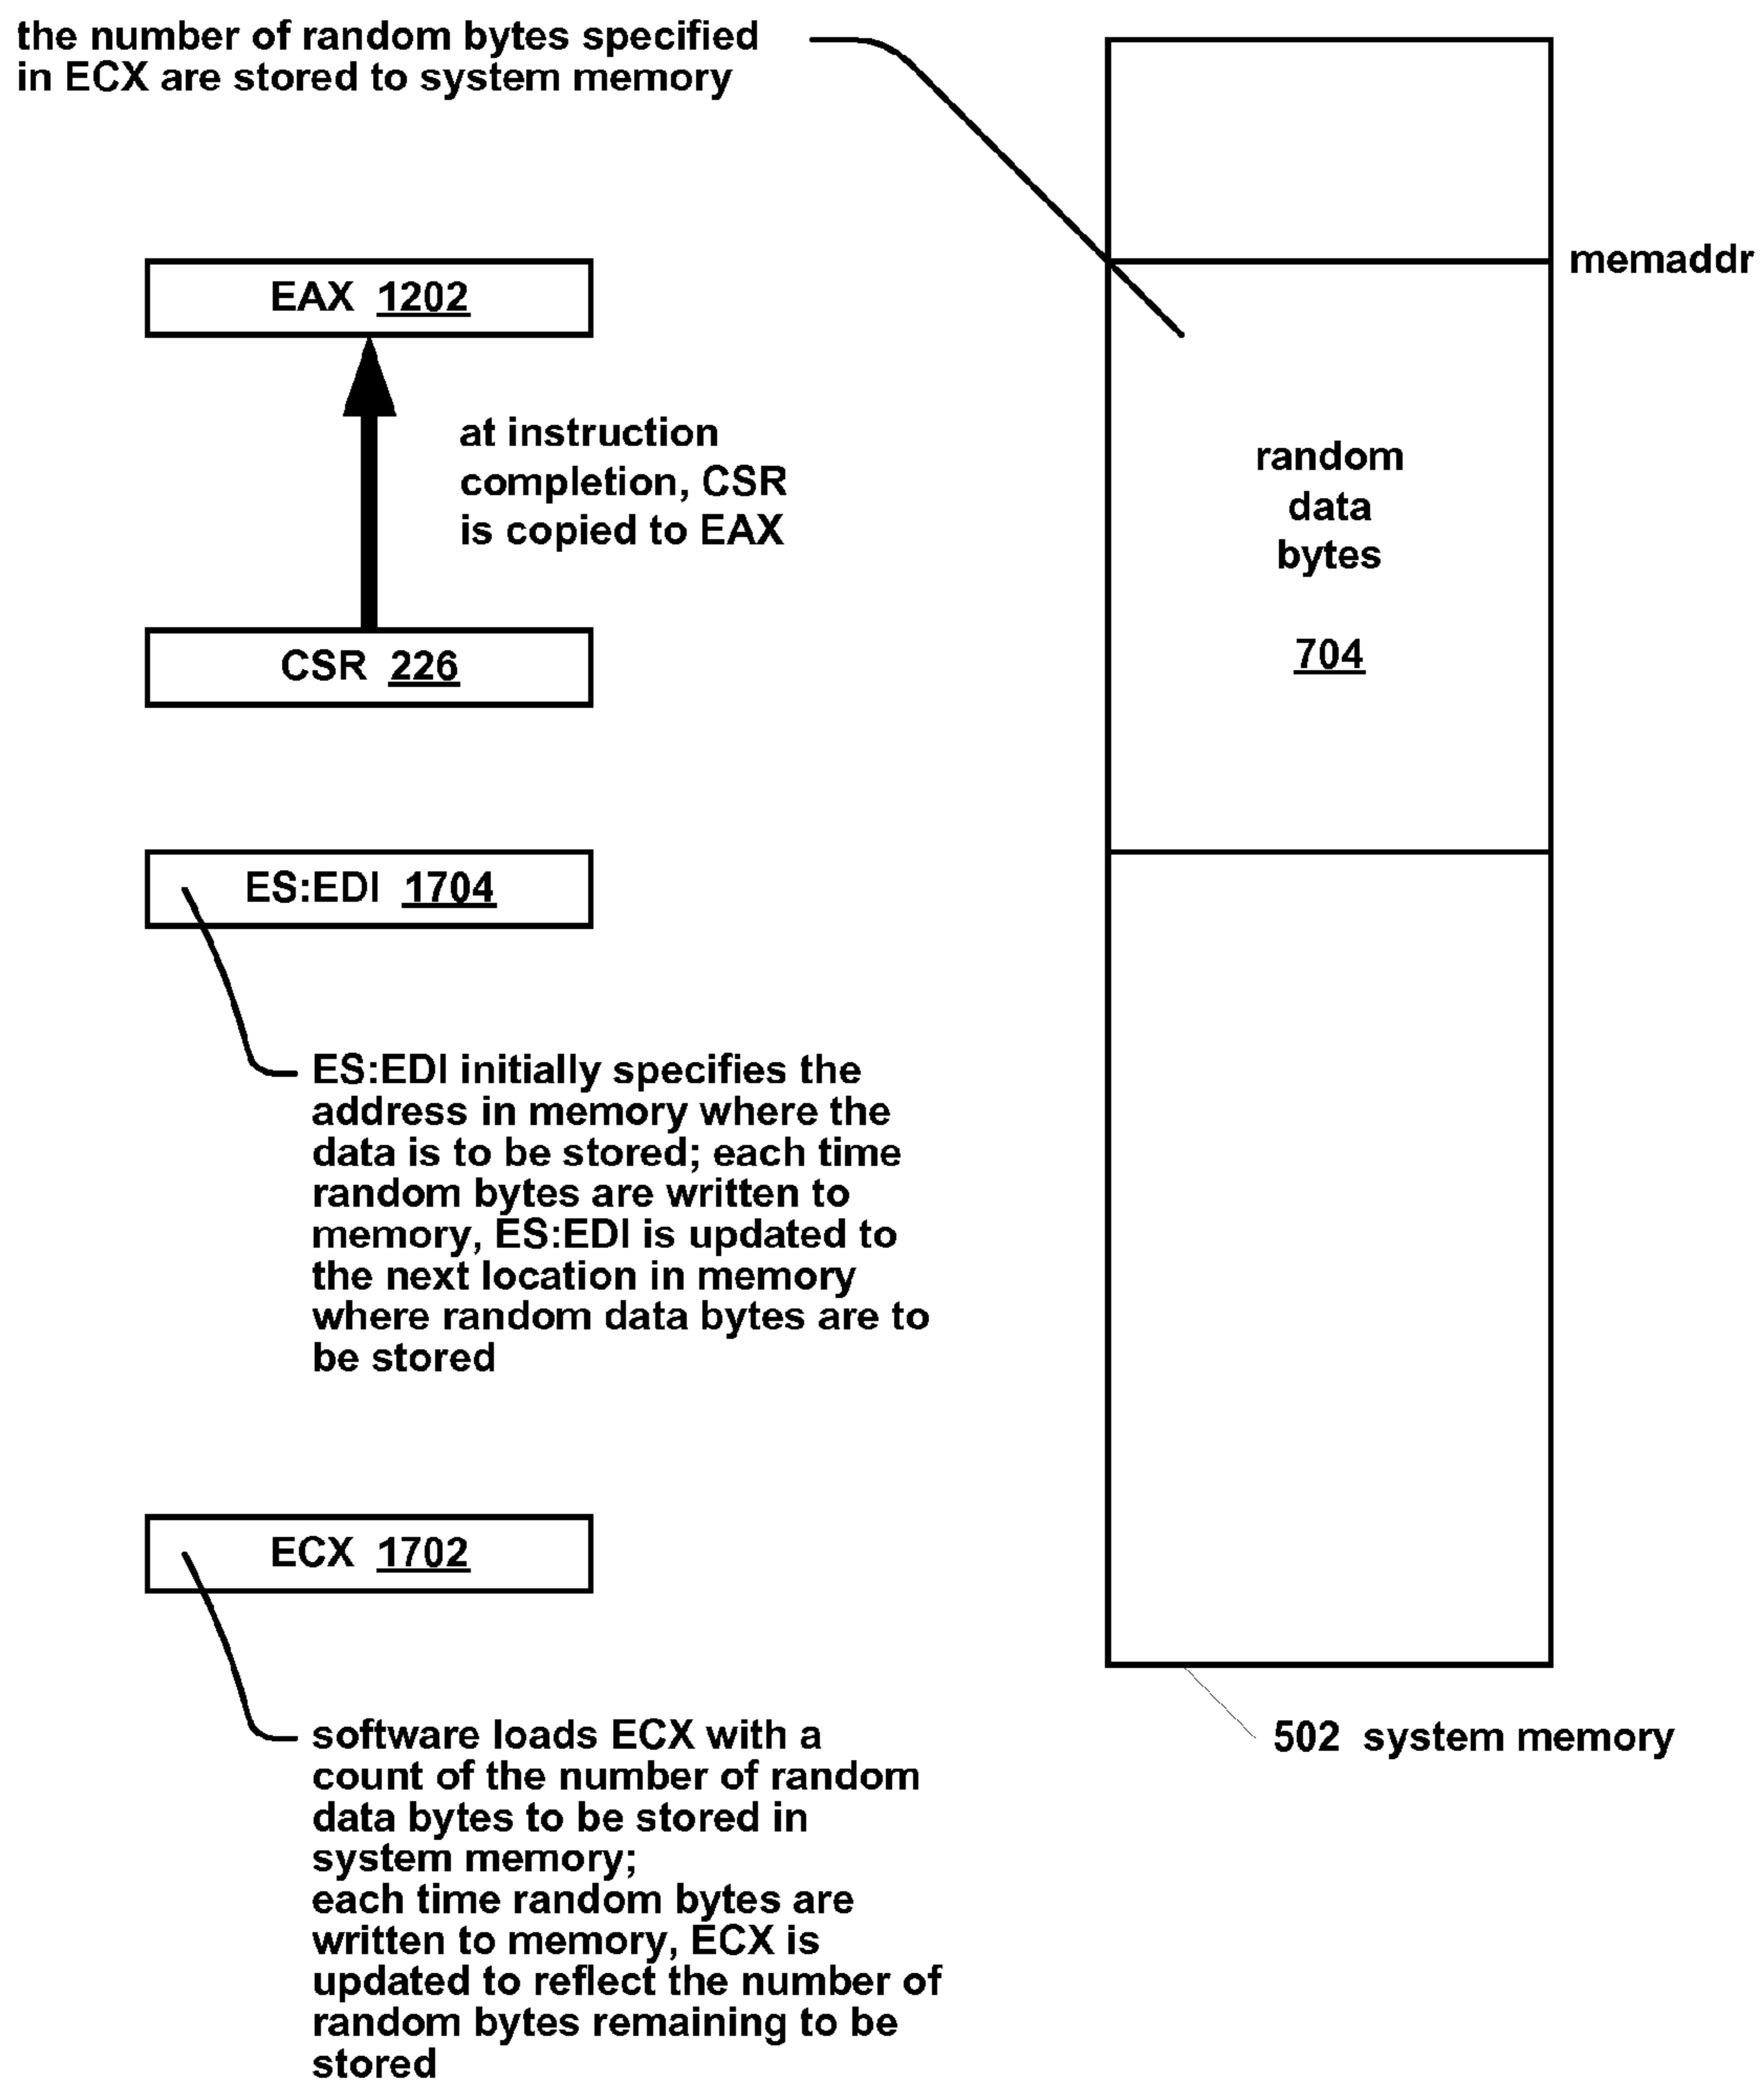 the number of random bytes specified
in ECX are stored to system memory
memaddr
EAX 1202
at instruction
completion, CSR
is copied to EAX
random
data
bytes
704
CSR 226
ES:EDI 1704
ES:EDI initially specifies the
address in memory where the
data is to be stored; each time
random bytes are written to
memory, ES:EDI is updated to
the next location in memory
where random data bytes are to
be stored
ECX 1702
software loads ECX with a
count of the number of random
data bytes to be stored in
system memory;
each time random bytes are
written to memory, ECX is
updated to reflect the number of
random bytes remaining to be
stored
502 system memory